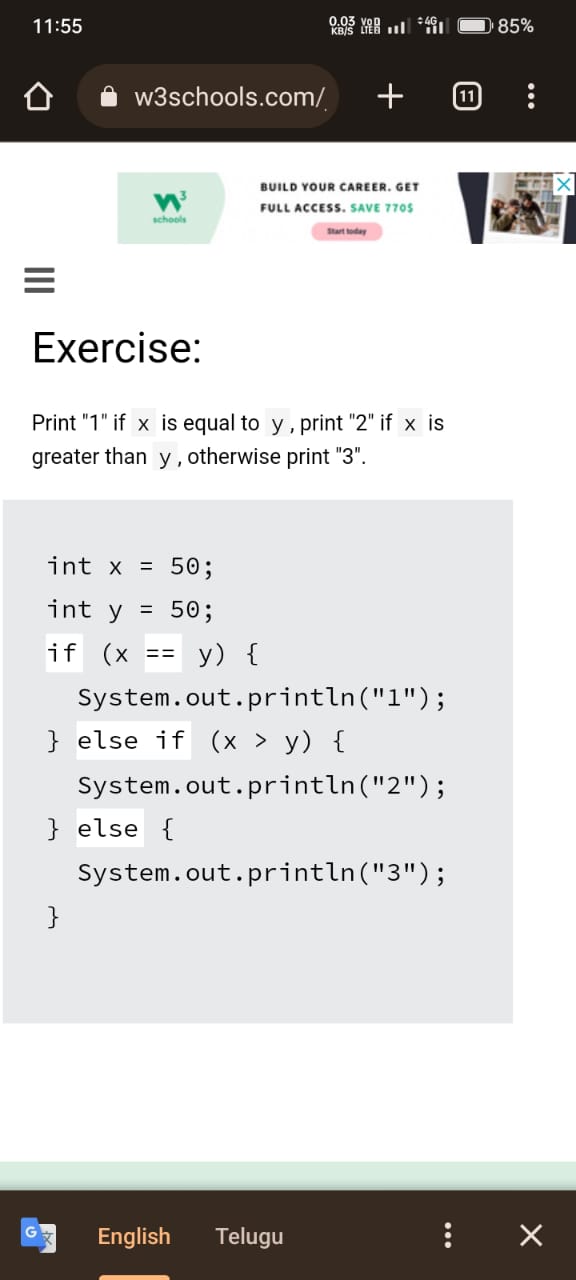 11:55
0.03 KB/S Vo LTE 4G 85%
w3schools.com/
11
w3 schools
BUILD YOUR CAREER. GET
FULL ACCESS. SAVE 770$
Start today
Exercise:
Print "1" if x is equal to y, print "2" if x is
greater than y, otherwise print "3".
int x = 50;
int y = 50;
if (x == y) {
System.out.println("1");
} else if (x > y) {
System.out.println("2");
} else {
System.out.println("3");
}
G 文 English Telugu